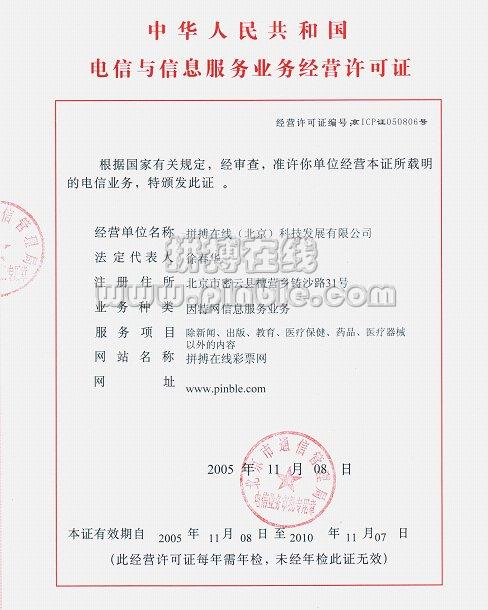 中华人民共和国
电信与信息服务业务经营许可证
经营许可证编号:京ICP证050806号
根据国家有关规定，经审查，准许你单位经营本证所载明
的电信业务，特颁发此证 。
经营单位名称 拼搏在线（北京）科技发展有限公司
法定代表人 徐春华
注册住所 北京市密云县檀营乡铸沙路31号
业务种类 因特网信息服务业务
服务项目 除新闻、出版、教育、医疗保健、药品、医疗器械
以外的内容
网站名称 拼搏在线彩票网
网址 www.pinble.com
拼搏在线
www.pinble.com
通信管理局
北京市通信管理局
2005 年 11 月 08 日
本证有效期自 2005 年 11月 08 日 至 2010 年 11 月 07 日
（此经营许可证每年需年检，未经年检此证无效）